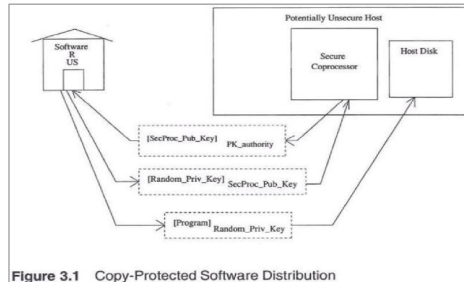 Potentially Unsecure Host
Software
R
US
Secure
Coprocessor
Host Disk
[SecProc_Pub_Key] PK_authority
[Random_Priv_Key] SecProc_Pub_Key
[Program] Random_Priv_Key
Figure 3.1 Copy-Protected Software Distribution